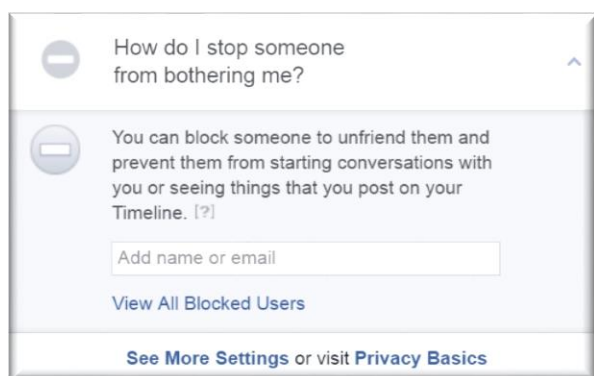 How do I stop someone
from bothering me?
You can block someone to unfriend them and
prevent them from starting conversations with
you or seeing things that you post on your
Timeline. [?]
Add name or email
View All Blocked Users
See More Settings or visit Privacy Basics